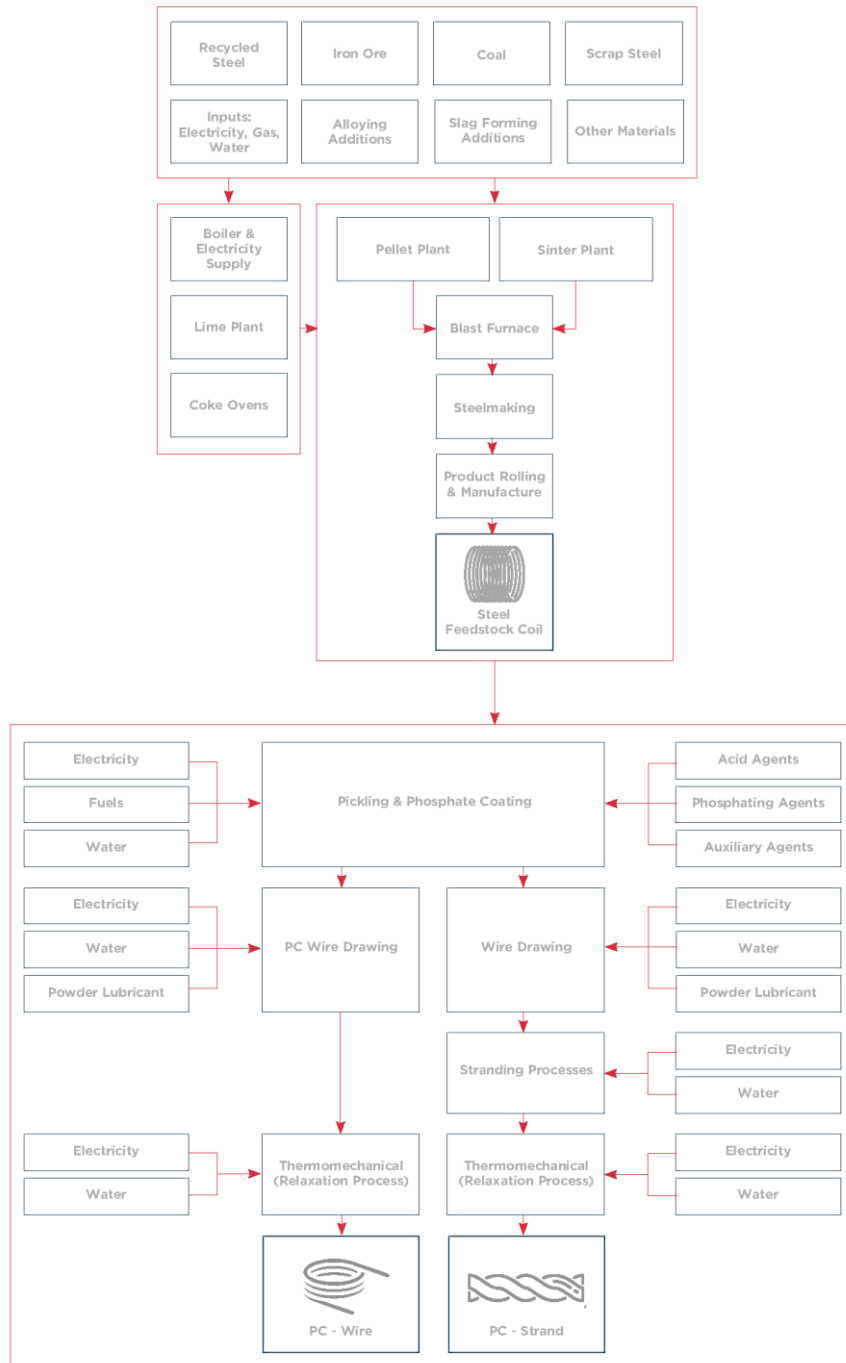 Recycled
Steel
Iron Ore
Coal
Scrap Steel
Inputs:
Electricity, Gas,
Water
Alloying
Additions
Slag Forming
Additions
Other Materials
Boiler &
Electricity
Supply
Lime Plant
Coke Ovens
Pellet Plant
Sinter Plant
Blast Furnace
Steelmaking
Product Rolling
& Manufacture
Steel
Feedstock Coil
Electricity
Fuels
Water
Pickling & Phosphate Coating
Acid Agents
Phosphating Agents
Auxiliary Agents
Electricity
Water
Powder Lubricant
PC Wire Drawing
Wire Drawing
Electricity
Water
Powder Lubricant
Stranding Processes
Electricity
Water
Electricity
Water
Thermomechanical
(Relaxation Process)
Thermomechanical
(Relaxation Process)
Electricity
Water
PC - Wire
PC - Strand